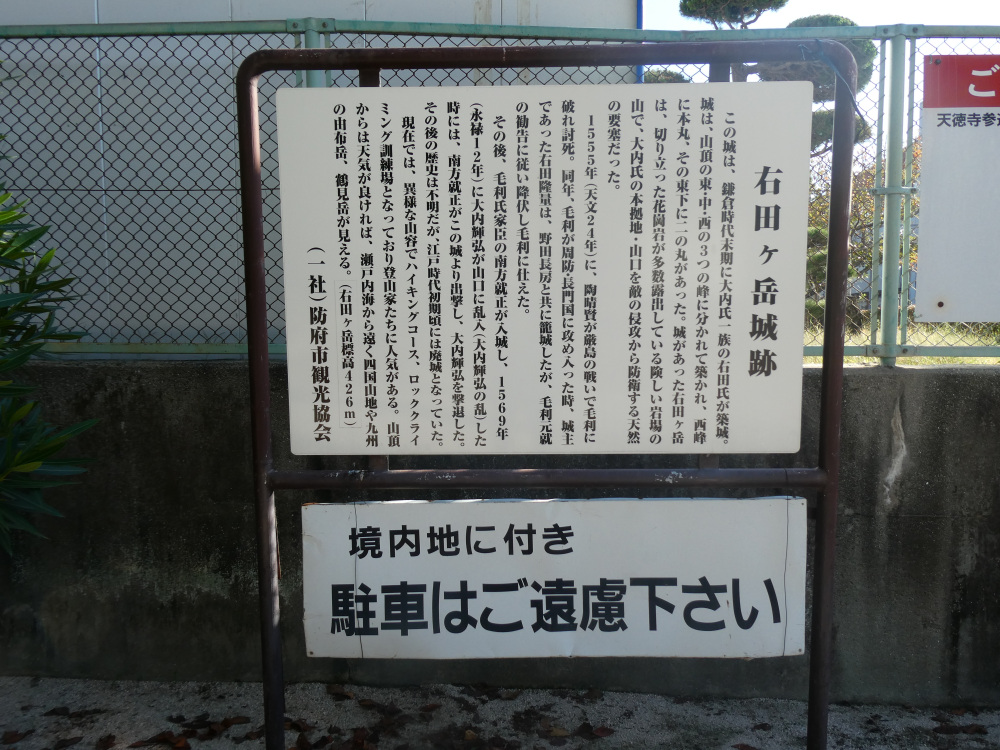 右田ヶ岳城跡
この城は、鎌倉時代末期に大内氏一族の右田氏が築城。
城は、山頂の東・中・西の3つの峰に分かれて築かれ、西峰
に本丸、その東下に二の丸があった。城があった右田ヶ岳
は、切り立った花崗岩が多数露出している険しい岩場の
山で、大内氏の本拠地・山口を敵の侵攻から防衛する天然
の要塞だった。
1555年(天文24年)に、陶晴賢が厳島の戦いで毛利に
破れ討死。同年、毛利が周防・長門国に攻め入った時、城主
であった右田隆量は、野田長房と共に籠城したが、毛利元就
の勧告に従い降伏し毛利に仕えた。
その後、毛利氏家臣の南方就正が入城し、1569年
(永禄12年)に大内輝弘が山口に乱入(大内輝弘の乱)した
時には、南方就正がこの城より出撃し、大内輝弘を撃退した。
その後の歴史は不明だが、江戸時代初期頃には廃城となっていた。
現在では、異様な山容でハイキングコース、ロッククライ
ミング訓練場となっており登山家たちに人気がある。山頂
からは天気が良ければ、瀬戸内海から遠く四国山地や九州
の由布岳、鶴見岳が見える。(右田ヶ岳標高426m)
(一社)防府市観光協会
境内地に付き
駐車はご遠慮下さい
ご
天徳寺参